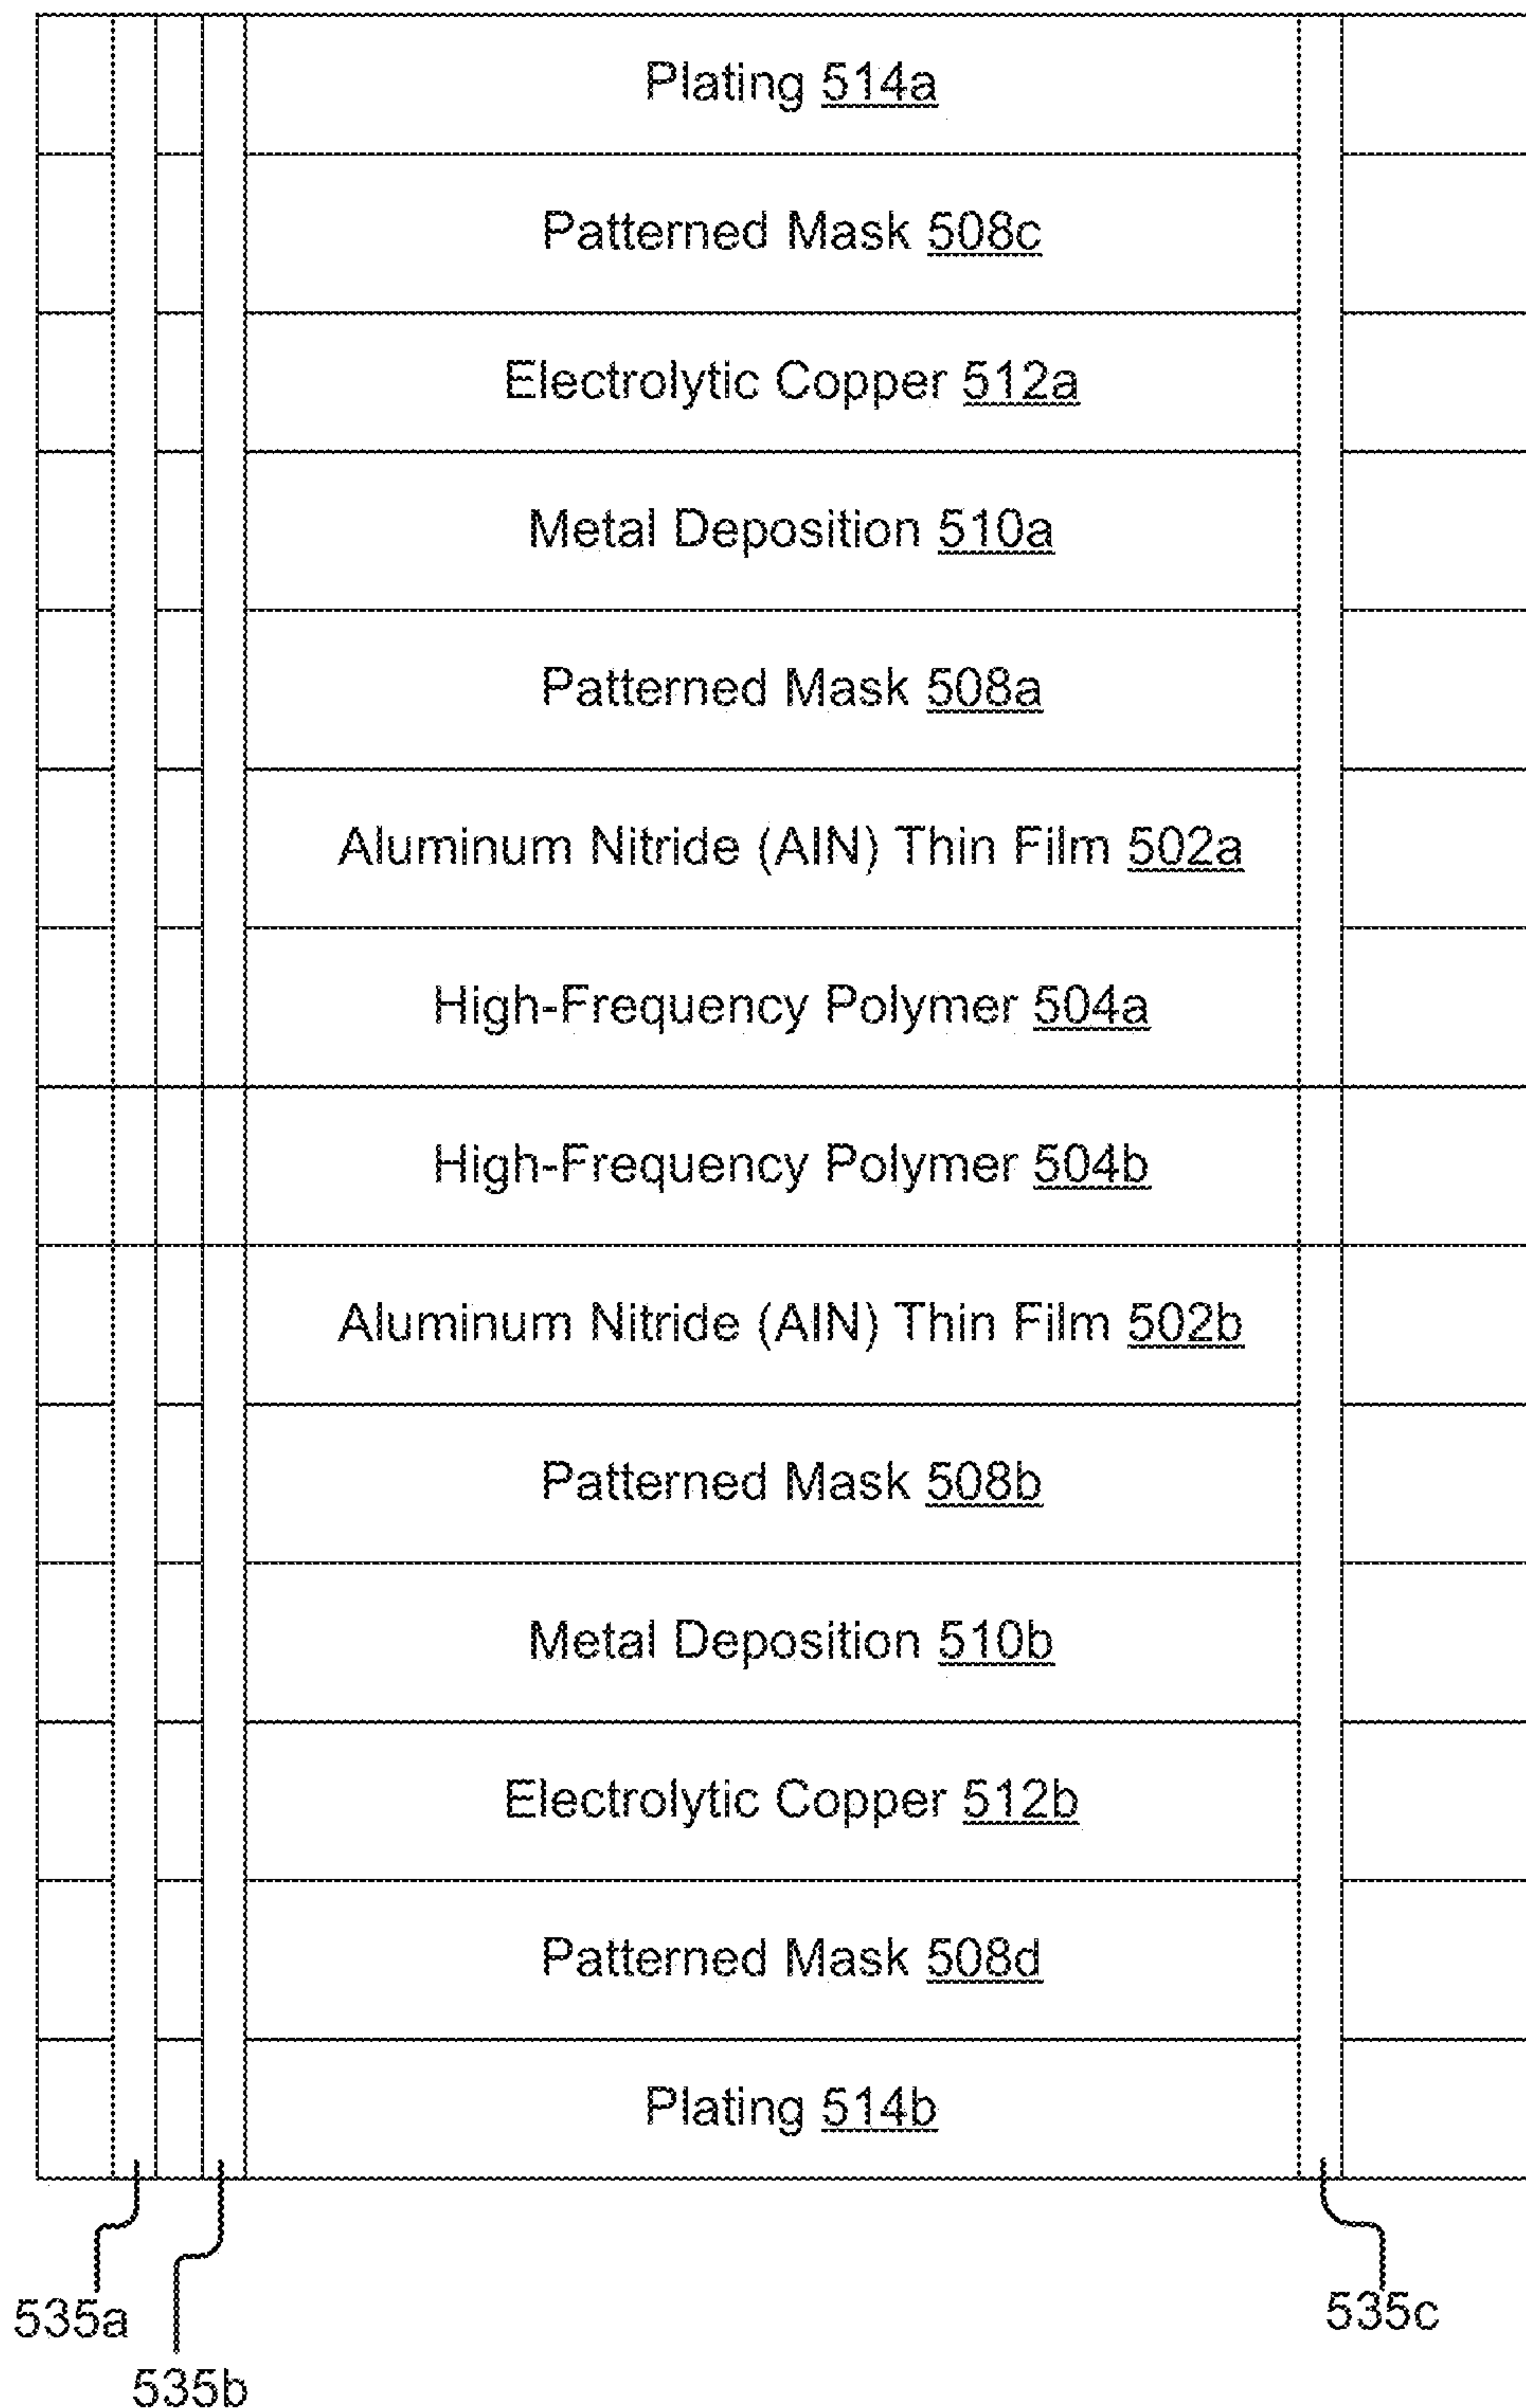 Plating 514a
Patterned Mask 508c
Electrolytic Copper 512a
Metal Deposition 510a
Patterned Mask 508a
Aluminum Nitride (AlN) Thin Film 502a
High-Frequency Polymer 504a
High-Frequency Polymer 504b
Aluminum Nitride (AlN) Thin Film 502b
Patterned Mask 508b
Metal Deposition 510b
Electrolytic Copper 512b
Patterned Mask 508d
Plating 514b
535a
535c
535b